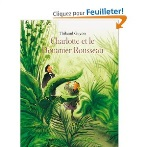 Cliquez pour
Feuilleter !
Charlotte et le
Douanier Rousseau